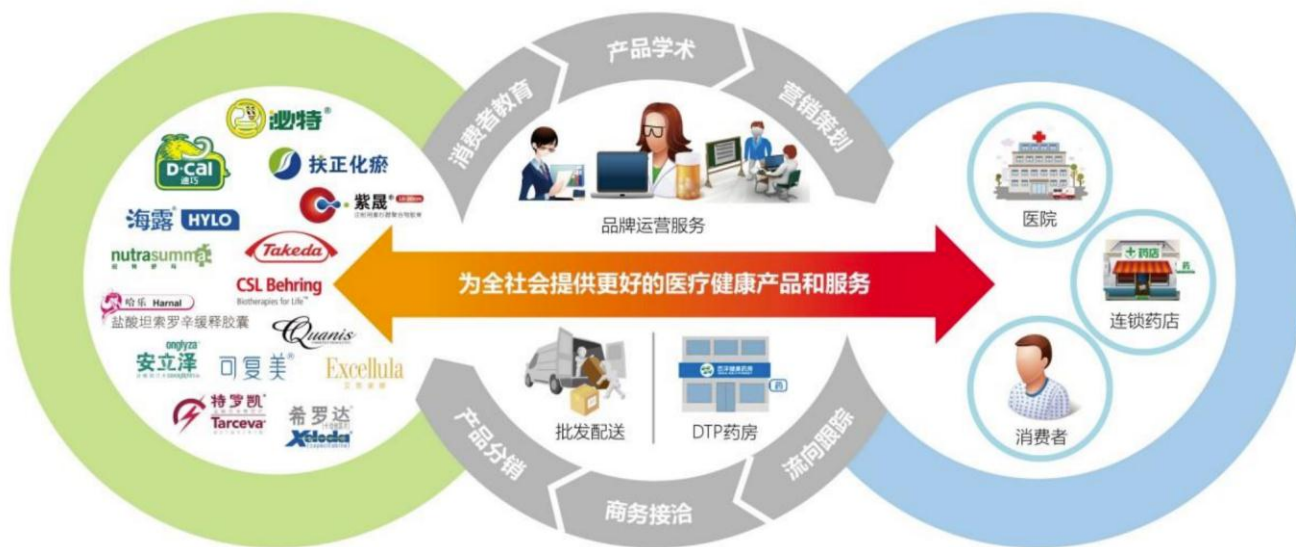 泌特®
D-Cal
迪巧
扶正化瘀
海露® HYLO
紫晟®
nutrasumma
Takeda
CSL Behring
Biotherapies for Life™
哈乐 Harnal
盐酸坦索罗辛缓释胶囊
Quanis
onglyza
安立泽
可复美®
Excellula
特罗凯
Tarceva
希罗达
Xeloda
消费者教育
产品学术
营销策划
品牌运营服务
为全社会提供更好的医疗健康产品和服务
批发配送
DTP药房
药
产品分销
商务接洽
流向跟踪
医院
药店
药
连锁药店
消费者